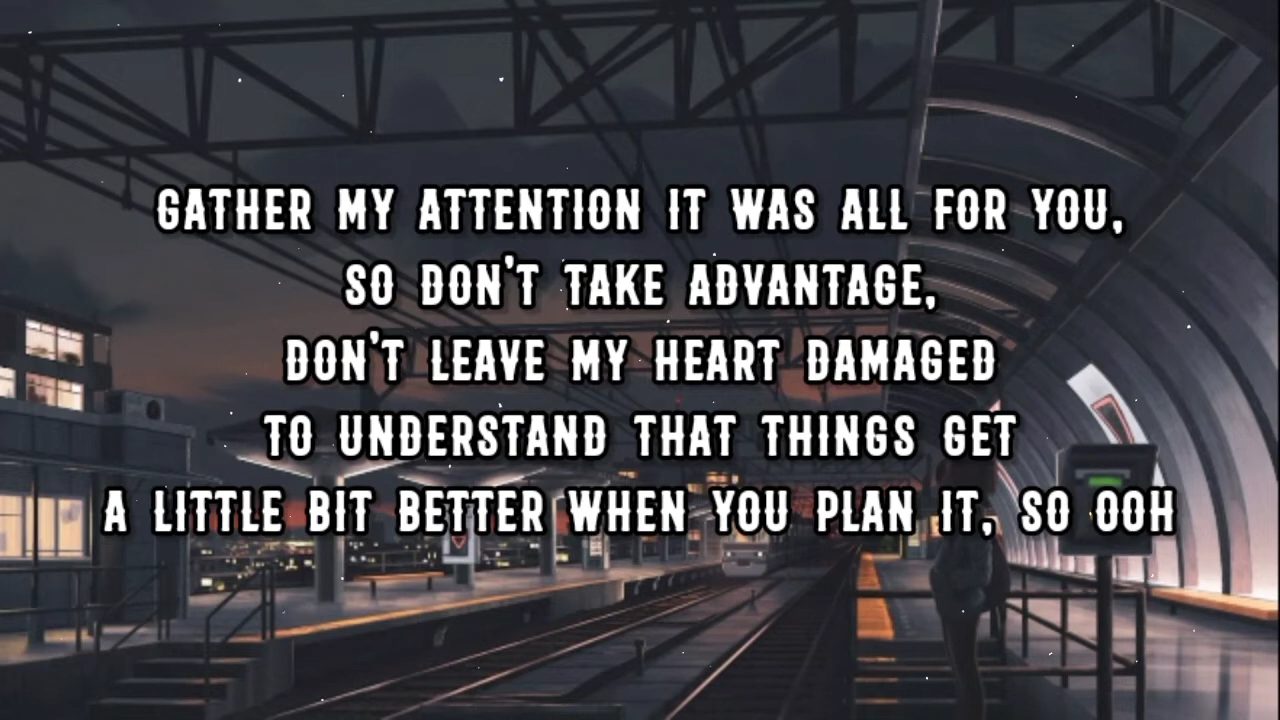 GATHER MY ATTENTION IT WAS ALL FOR YOU,
SO DON'T TAKE ADVANTAGE,
DON'T LEAVE MY HEART DAMAGED
TO UNDERSTAND THAT THINGS GET
A LITTLE BIT BETTER WHEN YOU PLAN IT, SO OOH